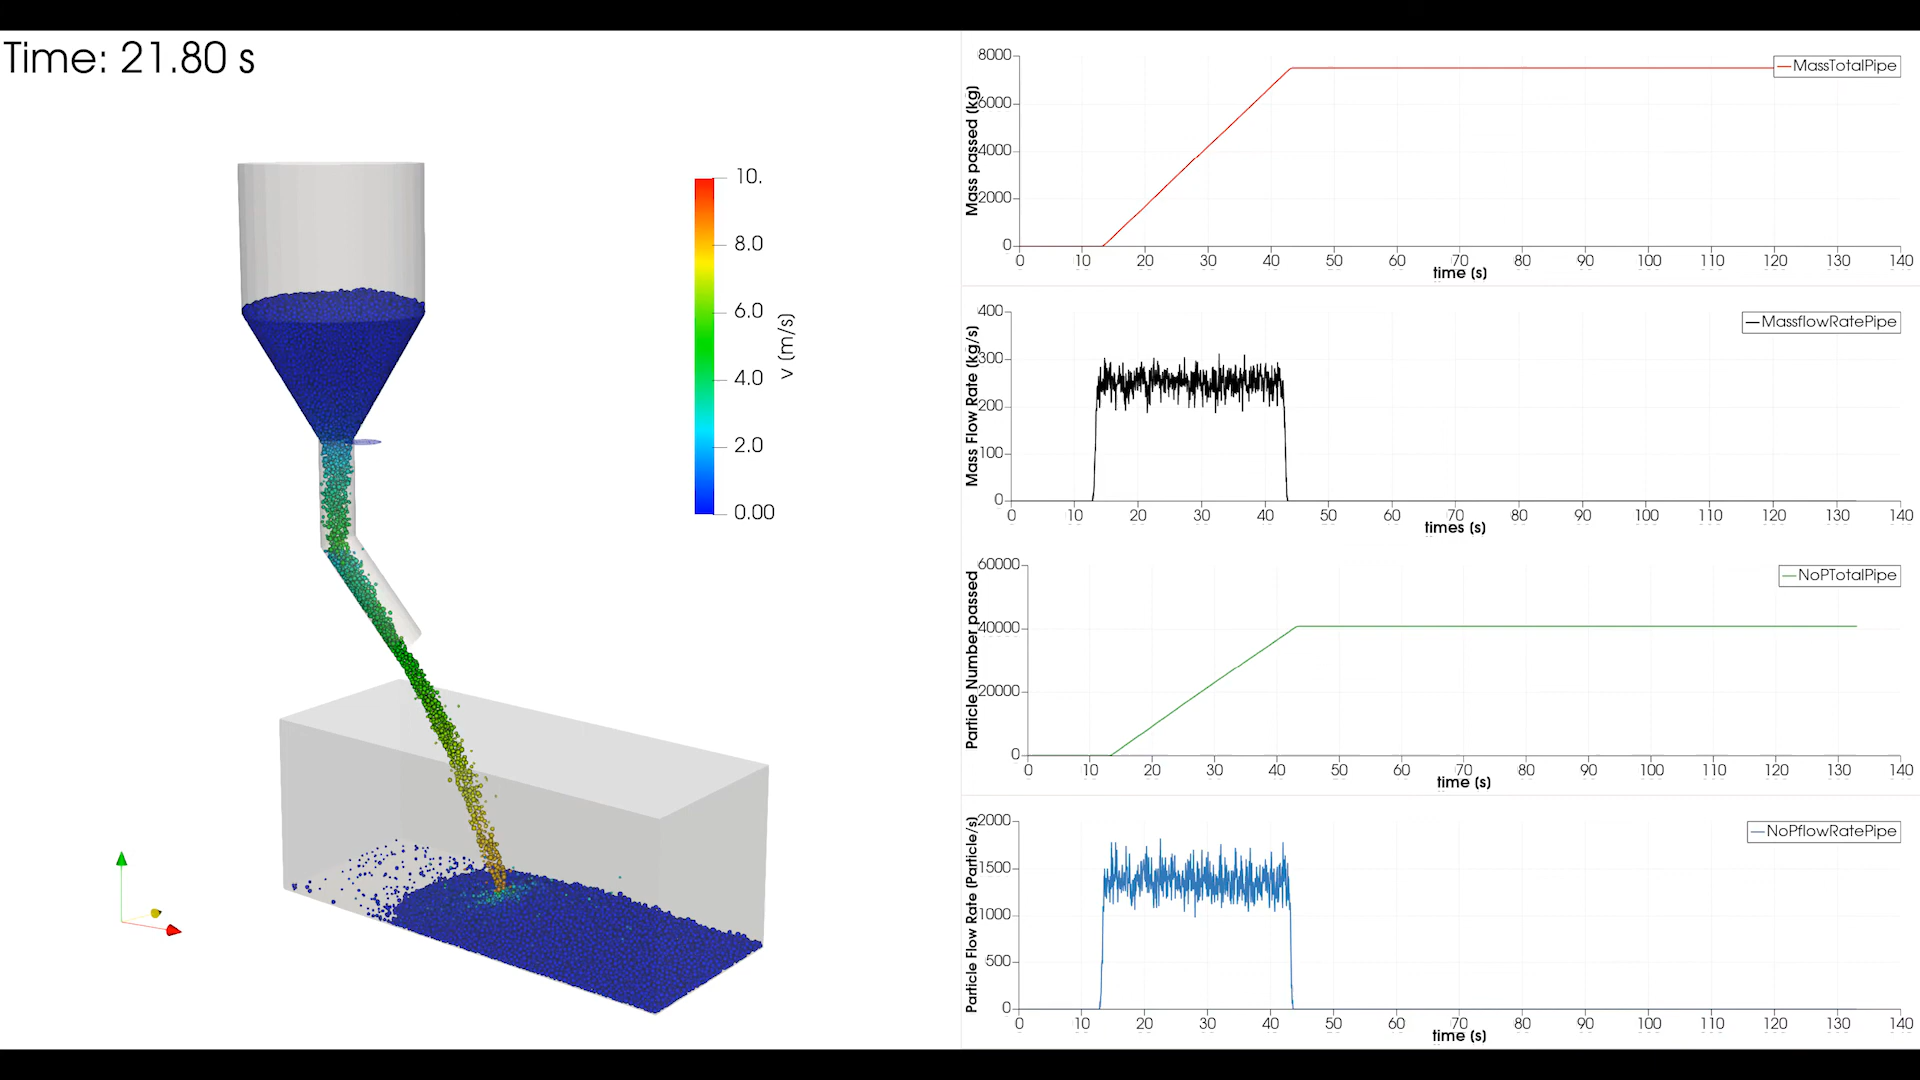 Time: 21.80 s
10.
8.0
6.0
4.0
2.0
0.00
v (m/s)
8000
6000
4000
2000
0
Mass passed (kg)
MassTotalPipe
0 10 20 30 40 50 60 70 80 90 100 110 120 130 140
time (s)
400
300
200
100
0
Mass Flow Rate (kg/s)
MassflowRatePipe
0 10 20 30 40 50 60 70 80 90 100 110 120 130 140
times (s)
60000
40000
20000
0
Particle Number passed
NoPTotalPipe
0 10 20 30 40 50 60 70 80 90 100 110 120 130 140
time (s)
2000
1500
1000
500
0
Particle Flow Rate (Particle/s)
NoPflowRatePipe
0 10 20 30 40 50 60 70 80 90 100 110 120 130 140
time (s)